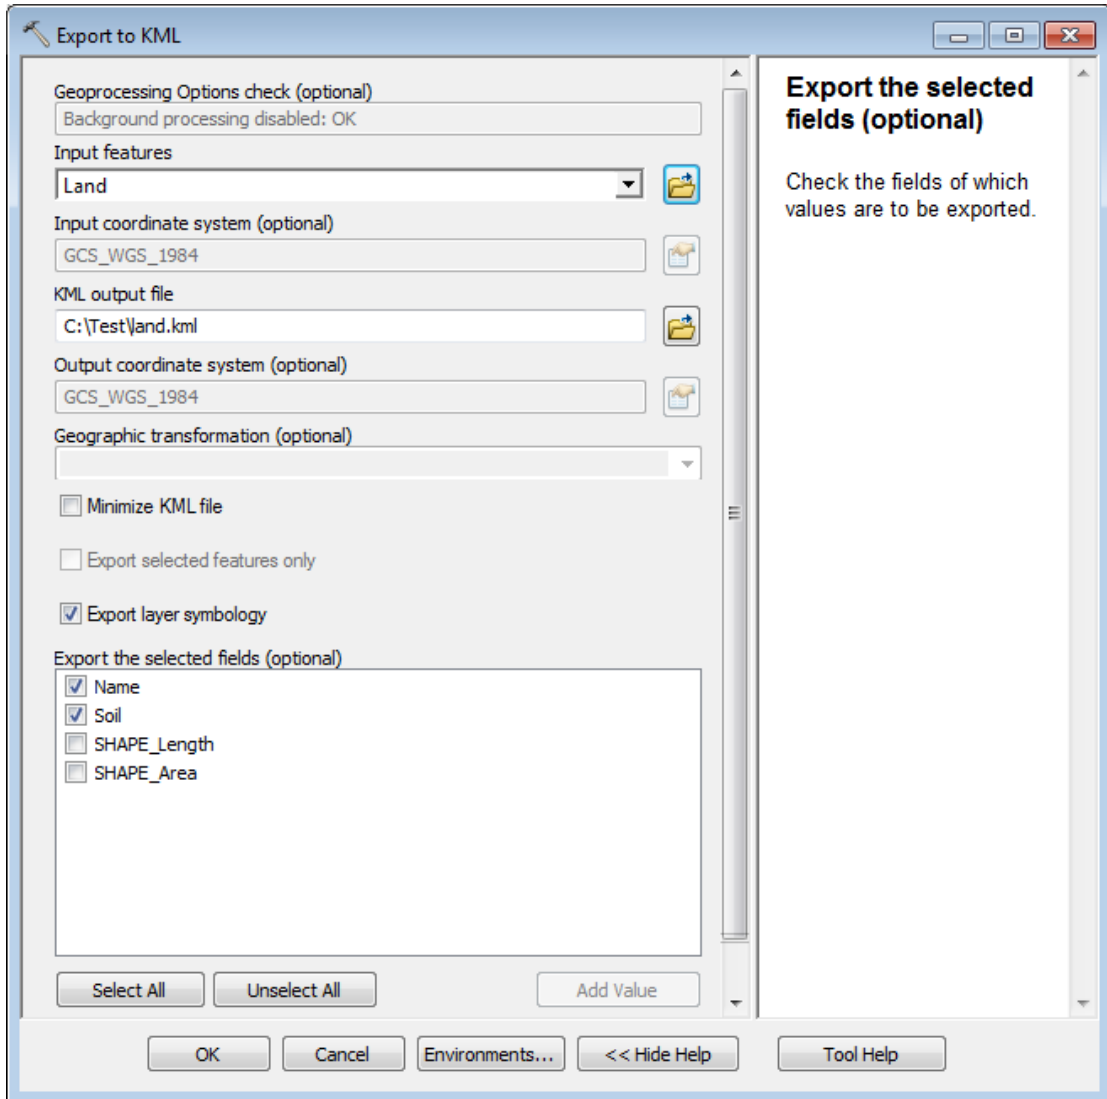 Export to KML
Geoprocessing Options check (optional)
Background processing disabled: OK
Input features
Land
Input coordinate system (optional)
GCS_WGS_1984
KML output file
C:\Test\land.kml
Output coordinate system (optional)
GCS_WGS_1984
Geographic transformation (optional)
Minimize KML file
Export selected features only
Export layer symbology
Export the selected fields (optional)
Name
Soil
SHAPE_Length
SHAPE_Area
Select All
Unselect All
Add Value
Export the selected
fields (optional)
Check the fields of which
values are to be exported.
OK
Cancel
Environments...
<< Hide Help
Tool Help